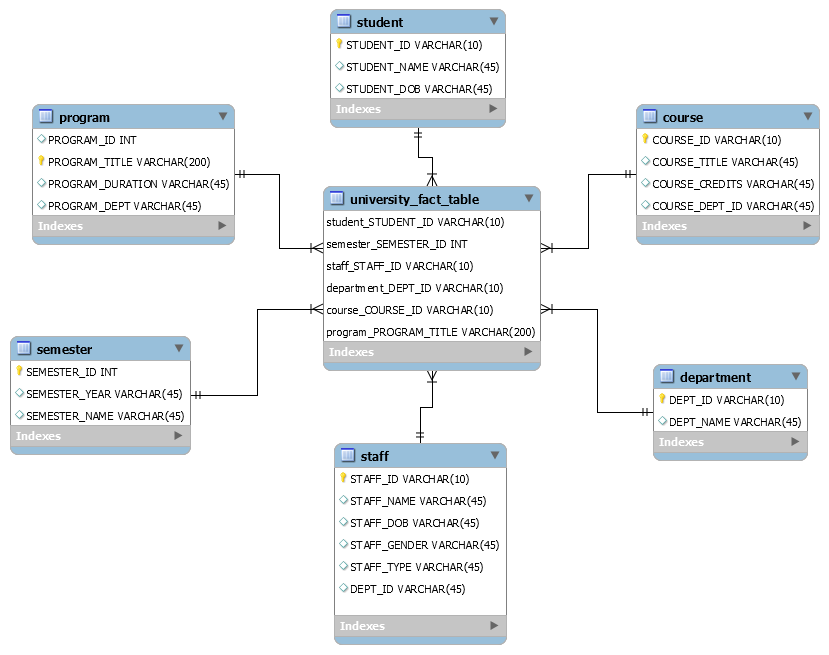 student
STUDENT_ID VARCHAR(10)
STUDENT_NAME VARCHAR(45)
STUDENT_DOB VARCHAR(45)
Indexes
program
PROGRAM_ID INT
PROGRAM_TITLE VARCHAR(200)
PROGRAM_DURATION VARCHAR(45)
PROGRAM_DEPT VARCHAR(45)
Indexes
course
COURSE_ID VARCHAR(10)
COURSE_TITLE VARCHAR(45)
COURSE_CREDITS VARCHAR(45)
COURSE_DEPT_ID VARCHAR(45)
Indexes
university_fact_table
student_STUDENT_ID VARCHAR(10)
semester_SEMESTER_ID INT
staff_STAFF_ID VARCHAR(10)
department_DEPT_ID VARCHAR(10)
course_COURSE_ID VARCHAR(10)
program_PROGRAM_TITLE VARCHAR(200)
Indexes
semester
SEMESTER_ID INT
SEMESTER_YEAR VARCHAR(45)
SEMESTER_NAME VARCHAR(45)
Indexes
department
DEPT_ID VARCHAR(10)
DEPT_NAME VARCHAR(45)
Indexes
staff
STAFF_ID VARCHAR(10)
STAFF_NAME VARCHAR(45)
STAFF_DOB VARCHAR(45)
STAFF_GENDER VARCHAR(45)
STAFF_TYPE VARCHAR(45)
DEPT_ID VARCHAR(45)
Indexes